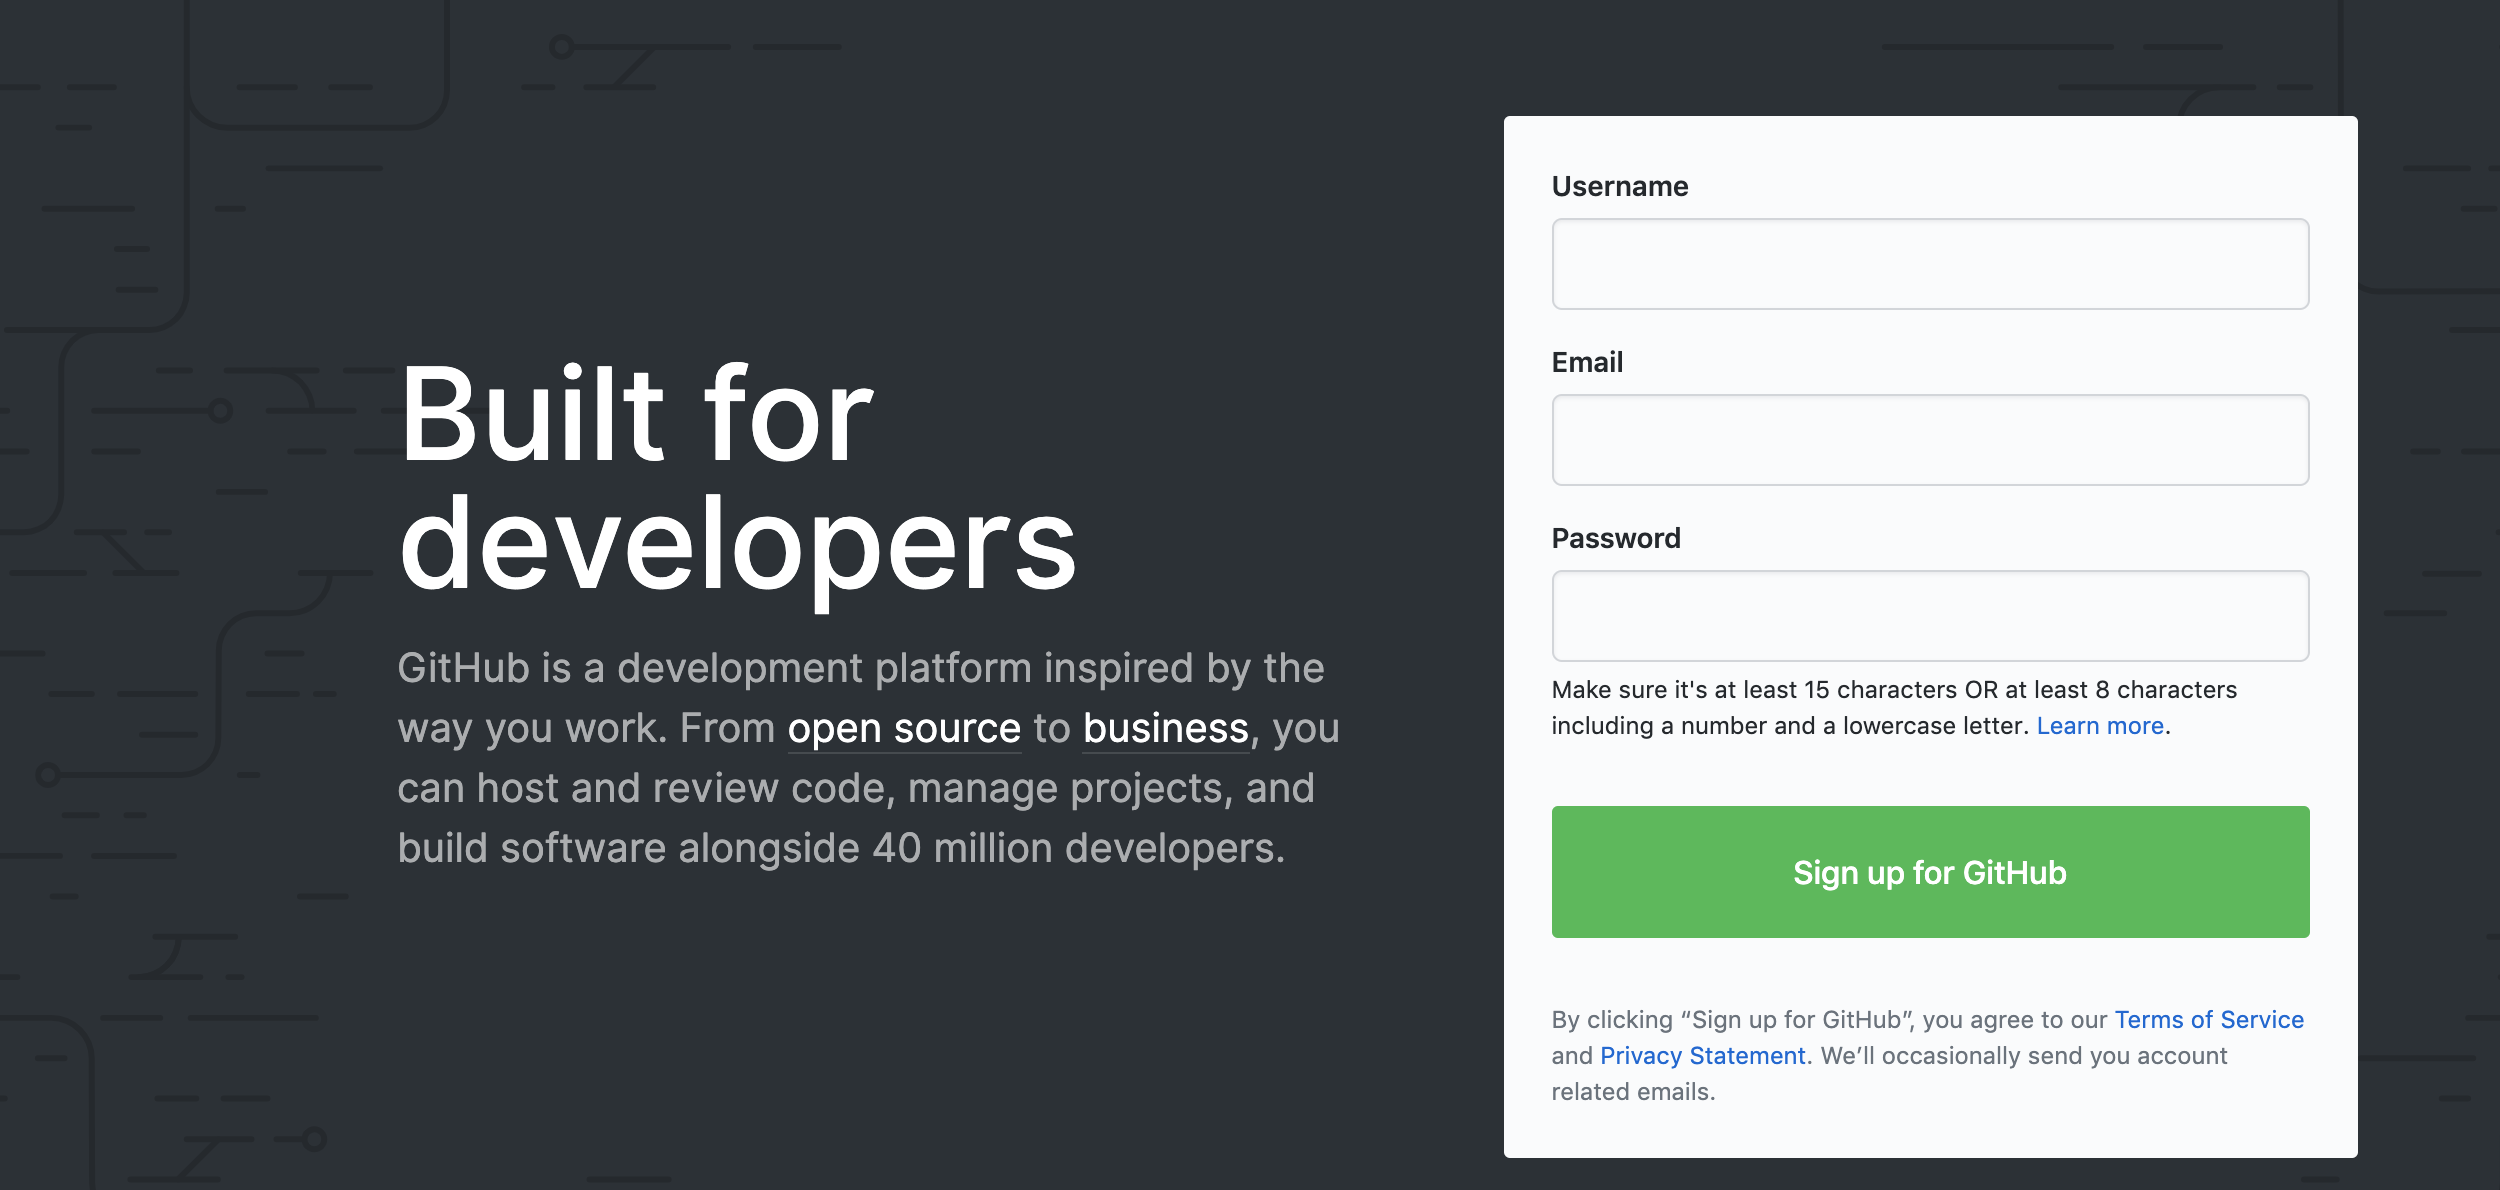 Built for
developers
GitHub is a development platform inspired by the
way you work. From open source to business, you
can host and review code, manage projects, and
build software alongside 40 million developers.
Username
Email
Password
Make sure it's at least 15 characters OR at least 8 characters
including a number and a lowercase letter. Learn more.
Sign up for GitHub
By clicking “Sign up for GitHub”, you agree to our Terms of Service
and Privacy Statement. We’ll occasionally send you account
related emails.